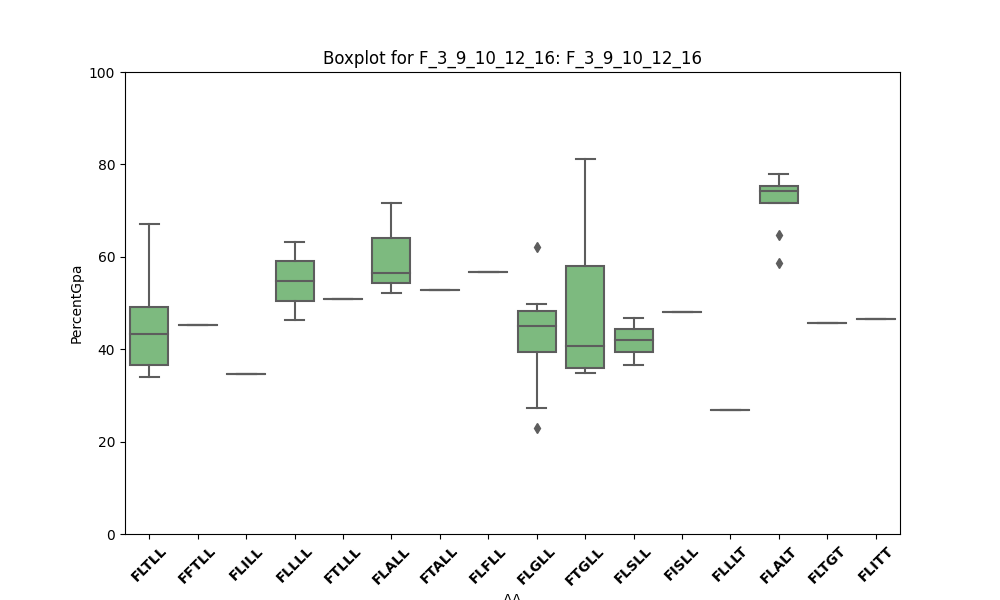 Boxplot for F_3_9_10_12_16: F_3_9_10_12_16
100
80
60
40
20
0
PercentGpa
FLTLL FFTLL FLILL FLLLL FTLLL FLALL FTALL FLFLL FLGLL FTGLL FLSLL FISLL FLLLT FLALT FLTGT FLITT
AA